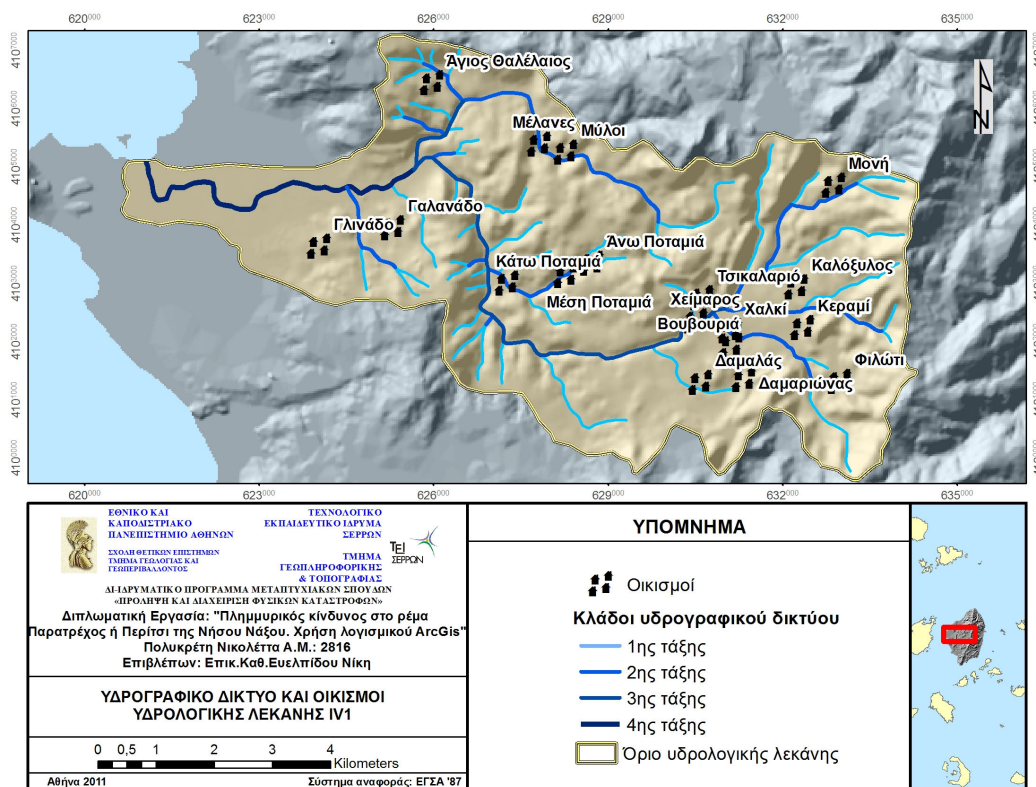 620000 623000 626000 629000 632000 635000
4107000
4106000
4105000
4104000
4103000
4102000
4101000
4100000
Άγιος Θαλέλαιος
Μέλανες
Μύλοι
Μονή
Γαλανάδο
Γλινάδο
Άνω Ποταμιά
Κάτω Ποταμιά
Μέση Ποταμιά
Τσικαλαριό
Καλόξυλος
Χείμαρος
Χαλκί
Κεραμί
Βουβουριά
Δαμαλάς
Φιλώτι
Δαμαριώνας
N
620000 623000 626000 629000 632000 635000
ΕΘΝΙΚΟ ΚΑΙ
ΚΑΠΟΔΙΣΤΡΙΑΚΟ
ΠΑΝΕΠΙΣΤΗΜΙΟ ΑΘΗΝΩΝ
ΣΧΟΛΗ ΘΕΤΙΚΩΝ ΕΠΙΣΤΗΜΩΝ
ΤΜΗΜΑ ΓΕΩΛΟΓΙΑΣ ΚΑΙ
ΓΕΩΠΕΡΙΒΑΛΛΟΝΤΟΣ
ΤΕΧΝΟΛΟΓΙΚΟ
ΕΚΠΑΙΔΕΥΤΙΚΟ ΙΔΡΥΜΑ
ΣΕΡΡΩΝ
ΤΜΗΜΑ
ΓΕΩΠΛΗΡΟΦΟΡΙΚΗΣ
& ΤΟΠΟΓΡΑΦΙΑΣ
ΤΕΙ
ΣΕΡΡΩΝ
ΔΙ-ΙΔΡΥΜΑΤΙΚΟ ΠΡΟΓΡΑΜΜΑ ΜΕΤΑΠΤΥΧΙΑΚΩΝ ΣΠΟΥΔΩΝ
«ΠΡΟΛΗΨΗ ΚΑΙ ΔΙΑΧΕΙΡΙΣΗ ΦΥΣΙΚΩΝ ΚΑΤΑΣΤΡΟΦΩΝ»
Διπλωματική Εργασία: "Πλημμυρικός κίνδυνος στο ρέμα
Παρατρέχος ή Περίτσι της Νήσου Νάξου. Χρήση λογισμικού ArcGis"
Πολυκρέτη Νικολέττα Α.Μ.: 2816
Επιβλέπων: Επικ.Καθ.Ευελπίδου Νίκη
ΥΔΡΟΓΡΑΦΙΚΟ ΔΙΚΤΥΟ ΚΑΙ ΟΙΚΙΣΜΟΙ
ΥΔΡΟΛΟΓΙΚΗΣ ΛΕΚΑΝΗΣ IV1
0 0,5 1 2 3 4
Kilometers
Αθήνα 2011
Σύστημα αναφοράς: ΕΓΣΑ '87
ΥΠΟΜΝΗΜΑ
Οικισμοί
Κλάδοι υδρογραφικού δικτύου
1ης τάξης
2ης τάξης
3ης τάξης
4ης τάξης
Όριο υδρολογικής λεκάνης